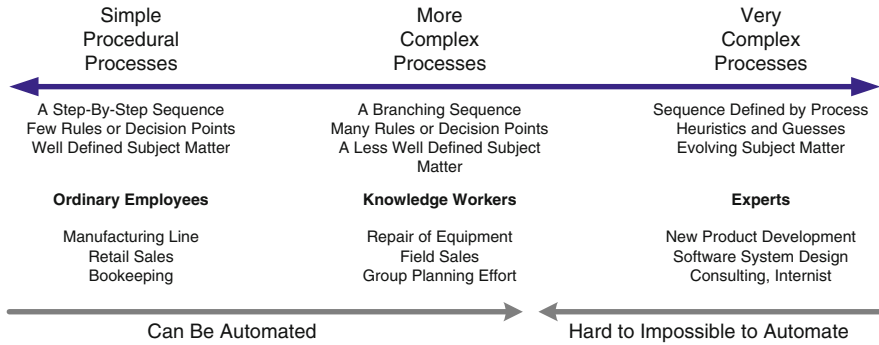 Simple
Procedural
Processes
More
Complex
Processes
Very
Complex
Processes
A Step-By-Step Sequence
Few Rules or Decision Points
Well Defined Subject Matter
A Branching Sequence
Many Rules or Decision Points
A Less Well Defined Subject
Matter
Sequence Defined by Process
Heuristics and Guesses
Evolving Subject Matter
Ordinary Employees
Manufacturing Line
Retail Sales
Bookeeping
Knowledge Workers
Repair of Equipment
Field Sales
Group Planning Effort
Experts
New Product Development
Software System Design
Consulting, Internist
Can Be Automated
Hard to Impossible to Automate